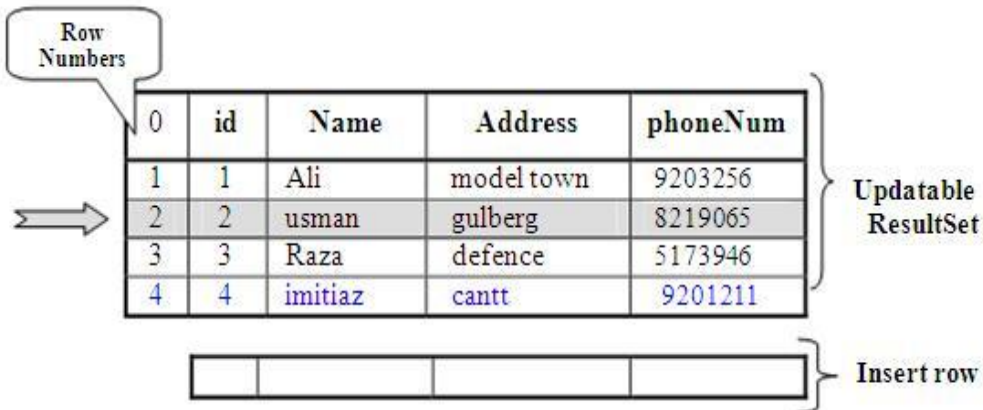 Row
Numbers
0 id Name Address phoneNum
1 1 Ali model town 9203256
2 2 usman gulberg 8219065
3 3 Raza defence 5173946
4 4 imitiaz cantt 9201211
Updatable
ResultSet
Insert row